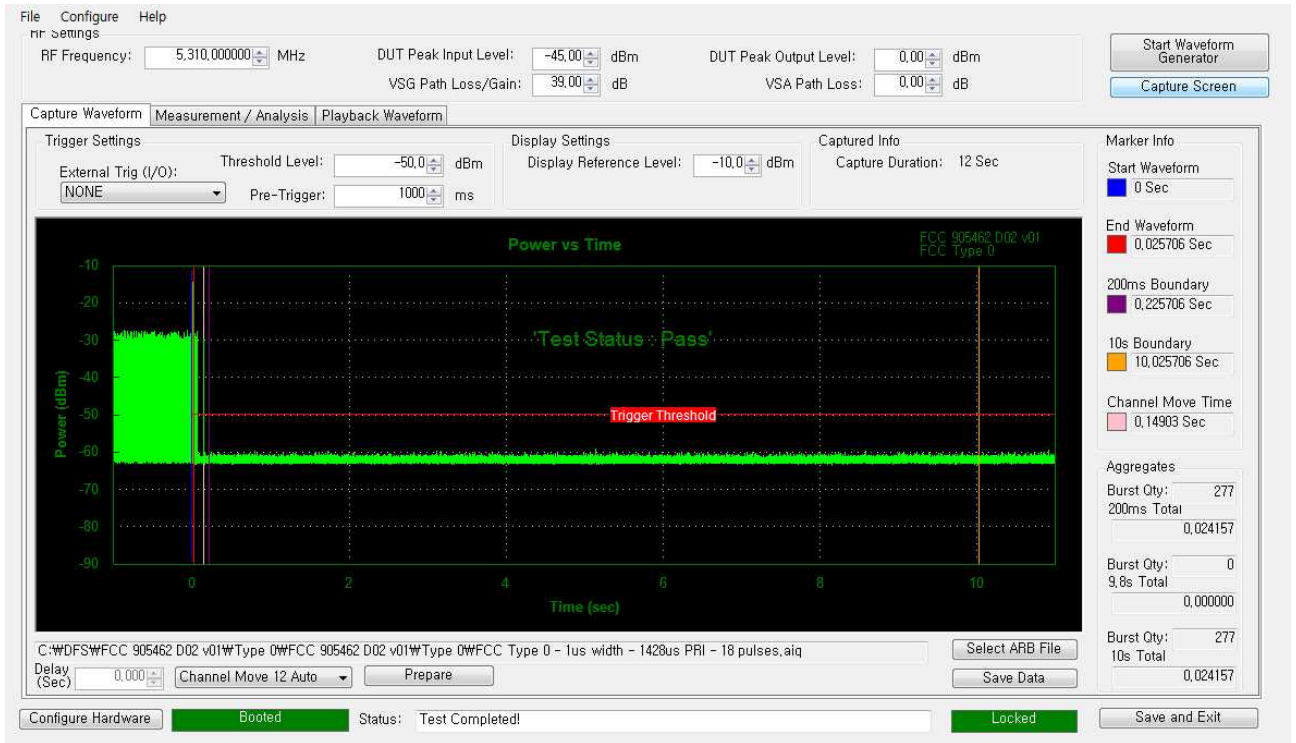 File Configure Help
RF Settings
RF Frequency: 5,310,000000 MHz
DUT Peak Input Level: -45,00 dBm
DUT Peak Output Level: 0,00 dBm
VSG Path Loss/Gain: 39,00 dB
VSA Path Loss: 0,00 dB
Start Waveform
Generator
Capture Screen
Capture Waveform Measurement / Analysis Playback Waveform
Trigger Settings
External Trig (I/O):
NONE
Threshold Level: -50,0 dBm
Pre-Trigger: 1000 ms
Display Settings
Display Reference Level: -10,0 dBm
Captured Info
Capture Duration: 12 Sec
Power vs Time
FCC 905462 D02 v01
FCC Type 0
'Test Status : Pass'
Trigger Threshold
Power (dBm)
-10
-20
-30
-40
-50
-60
-70
-80
-90
0 2 4 6 8 10
Time (sec)
Marker Info
Start Waveform
0 Sec
End Waveform
0,025706 Sec
200ms Boundary
0,225706 Sec
10s Boundary
10,025706 Sec
Channel Move Time
0,14903 Sec
Aggregates
Burst Qty: 277
200ms Total
0,024157
Burst Qty: 0
9,8s Total
0,000000
Burst Qty: 277
10s Total
0,024157
C:₩DFS₩FCC 905462 D02 v01₩Type 0₩FCC 905462 D02 v01₩Type 0₩FCC Type 0 - 1us width - 1428us PRI - 18 pulses,aiq
Select ARB File
Delay
(Sec) 0,000
Channel Move 12 Auto
Prepare
Save Data
Configure Hardware
Booted
Status: Test Completed!
Locked
Save and Exit